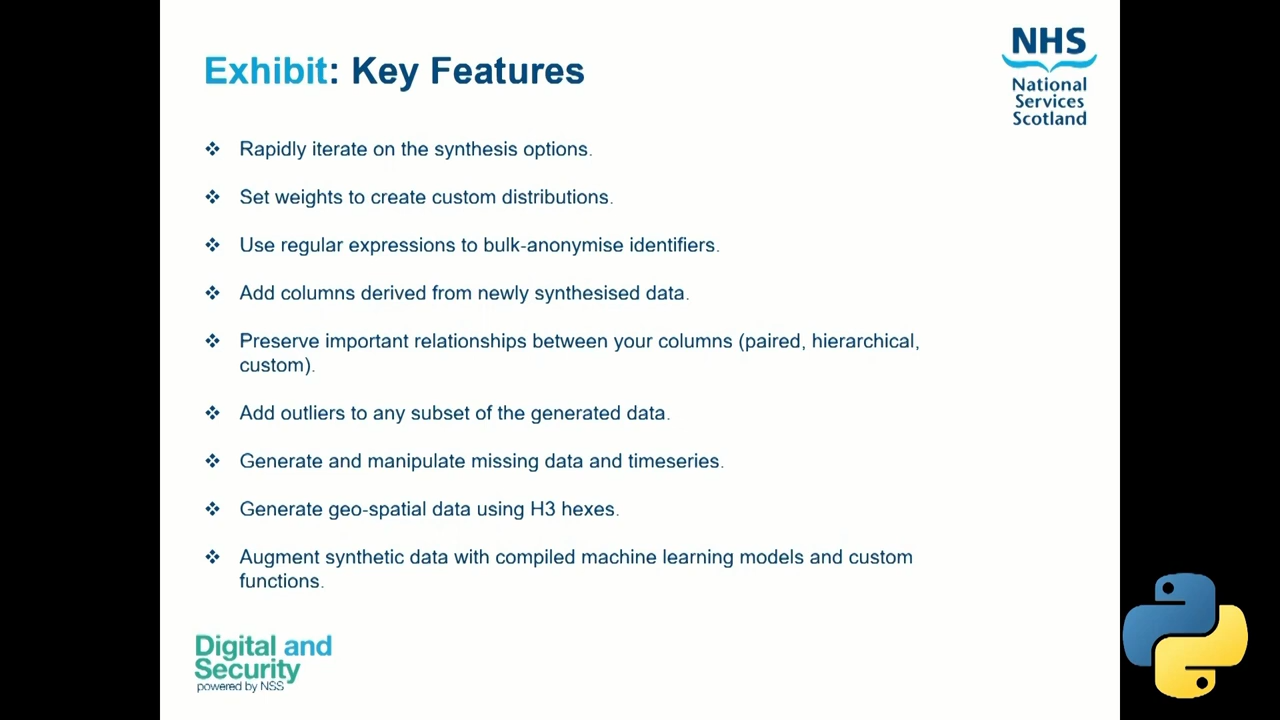 Exhibit: Key Features
NHS
National
Services
Scotland
❖ Rapidly iterate on the synthesis options.
❖ Set weights to create custom distributions.
❖ Use regular expressions to bulk-anonymise identifiers.
❖ Add columns derived from newly synthesised data.
❖ Preserve important relationships between your columns (paired, hierarchical,
custom).
❖ Add outliers to any subset of the generated data.
❖ Generate and manipulate missing data and timeseries.
❖ Generate geo-spatial data using H3 hexes.
❖ Augment synthetic data with compiled machine learning models and custom
functions.
Digital and
Security
powered by NSS